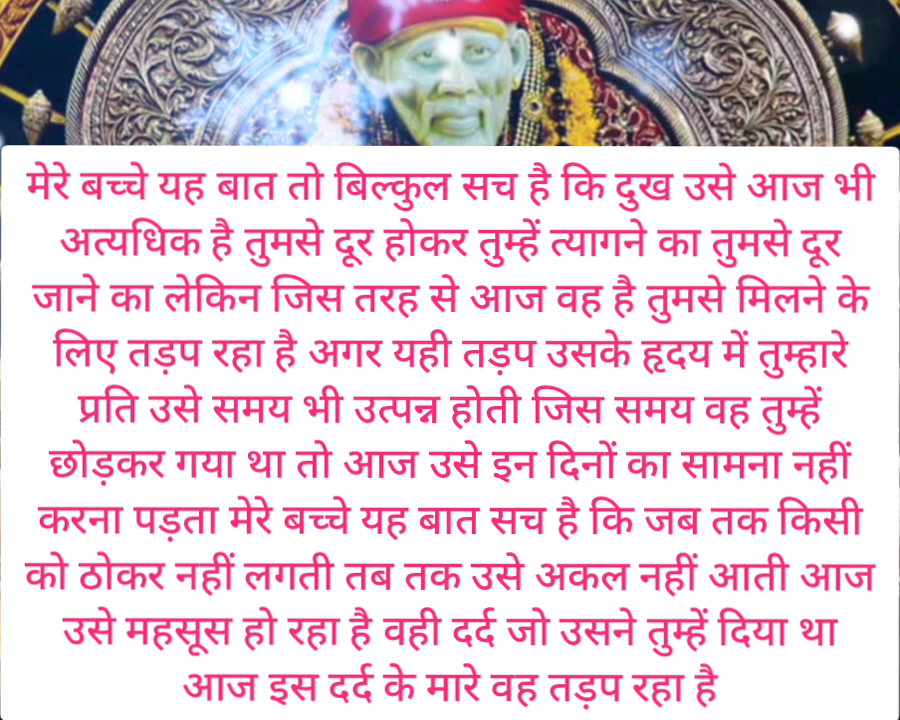 मेरे बच्चे यह बात तो बिल्कुल सच है कि दुख उसे आज भी
अत्यधिक है तुमसे दूर होकर तुम्हें त्यागने का तुमसे दूर
जाने का लेकिन जिस तरह से आज वह है तुमसे मिलने के
लिए तड़प रहा है अगर यही तड़प उसके हृदय में तुम्हारे
प्रति उसे समय भी उत्पन्न होती जिस समय वह तुम्हें
छोड़कर गया था तो आज उसे इन दिनों का सामना नहीं
करना पड़ता मेरे बच्चे यह बात सच है कि जब तक किसी
को ठोकर नहीं लगती तब तक उसे अकल नहीं आती आज
उसे महसूस हो रहा है वही दर्द जो उसने तुम्हें दिया था
आज इस दर्द के मारे वह तड़प रहा है